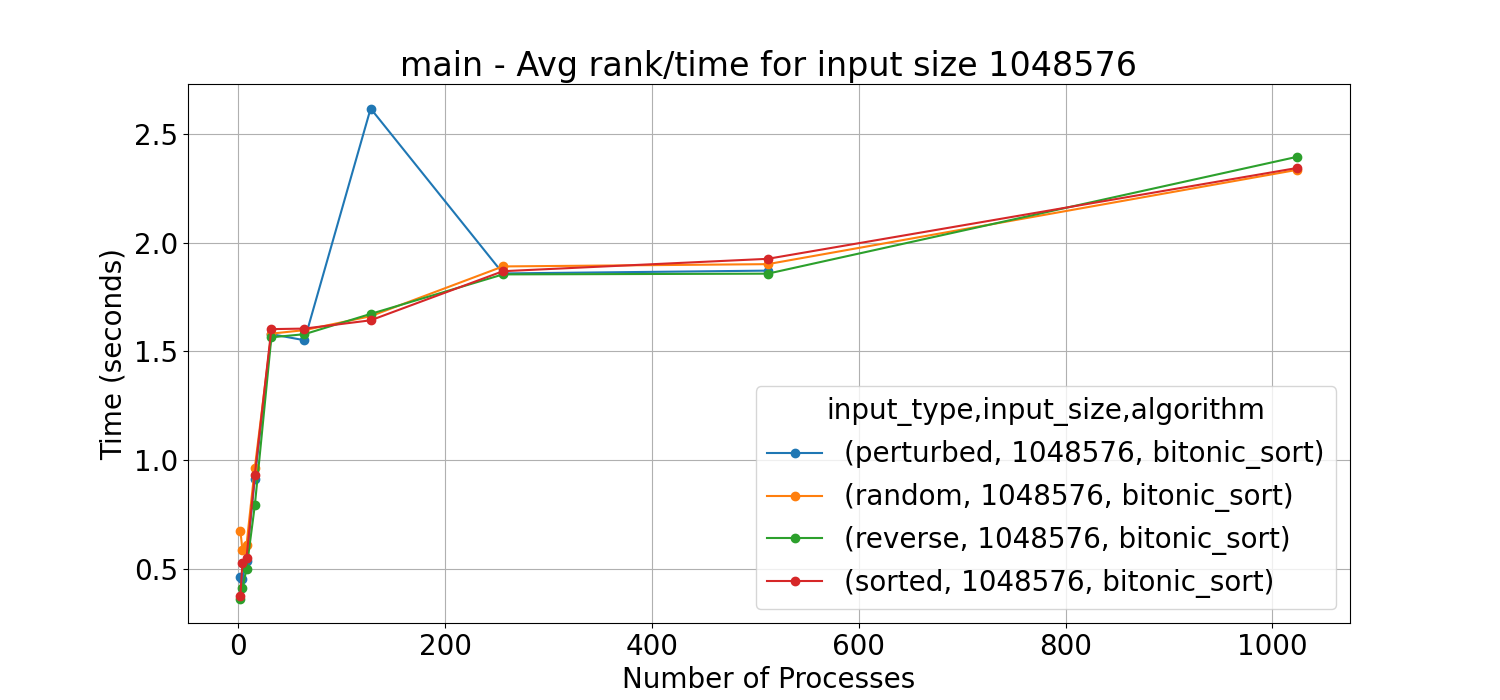 main - Avg rank/time for input size 1048576
Time (seconds)
2.5
2.0
1.5
1.0
0.5
input_type,input_size,algorithm
(perturbed, 1048576, bitonic_sort)
(random, 1048576, bitonic_sort)
(reverse, 1048576, bitonic_sort)
(sorted, 1048576, bitonic_sort)
0 200 400 600 800 1000
Number of Processes